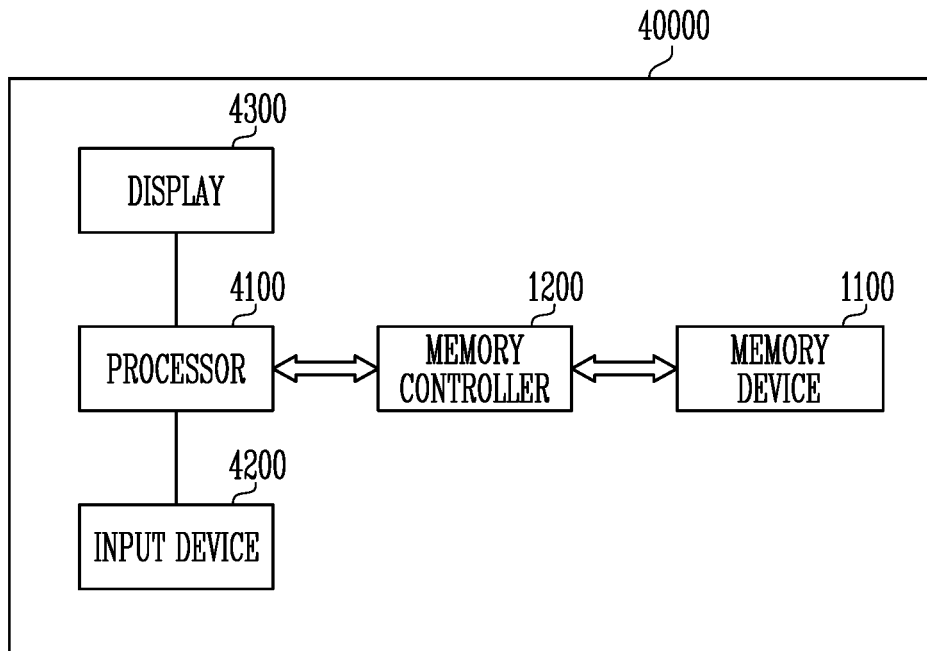 40000
4300
DISPLAY
4100
PROCESSOR
1200
MEMORY
CONTROLLER
1100
MEMORY
DEVICE
4200
INPUT DEVICE